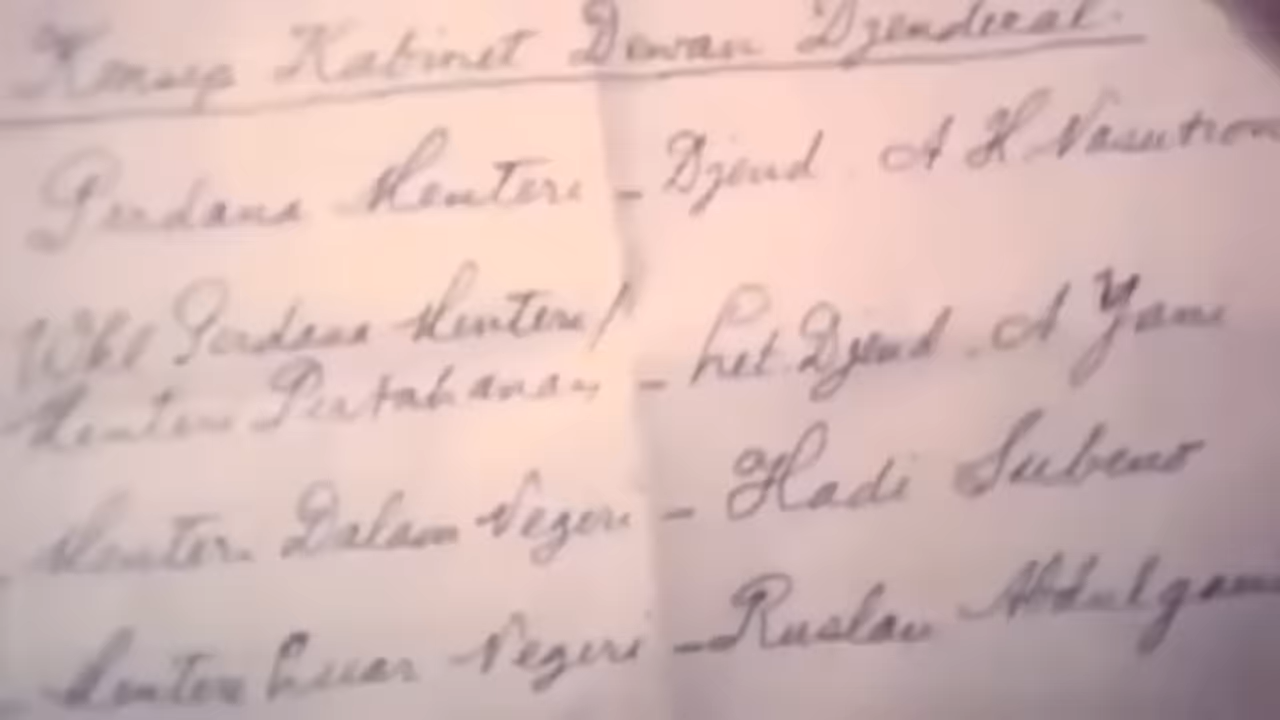 Konsep Kabinet Dewan Djenderal.
Perdana Menteri - Djend. A H Nasution
Wkl Perdana Menteri/
Menteri Pertahanan - Let. Djend. A Yani
Menteri Dalam Negeri - Hadi Subeno
Menteri Luar Negeri - Ruslan Abdulgani